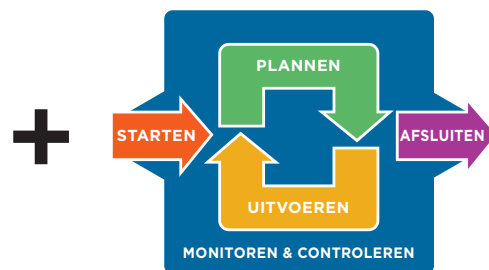 PLANNEN
STARTEN
AFSLUITEN
UITVOEREN
MONITOREN & CONTROLEREN